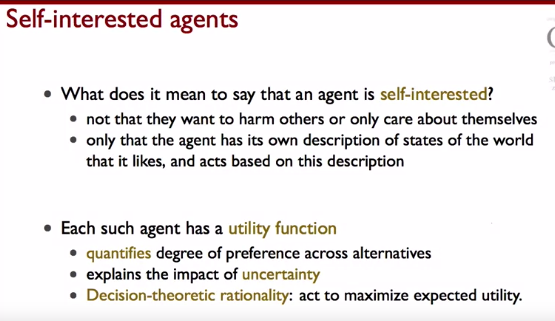 Self-interested agents
• What does it mean to say that an agent is self-interested?
• not that they want to harm others or only care about themselves
• only that the agent has its own description of states of the world
that it likes, and acts based on this description
• Each such agent has a utility function
• quantifies degree of preference across alternatives
• explains the impact of uncertainty
• Decision-theoretic rationality: act to maximize expected utility.